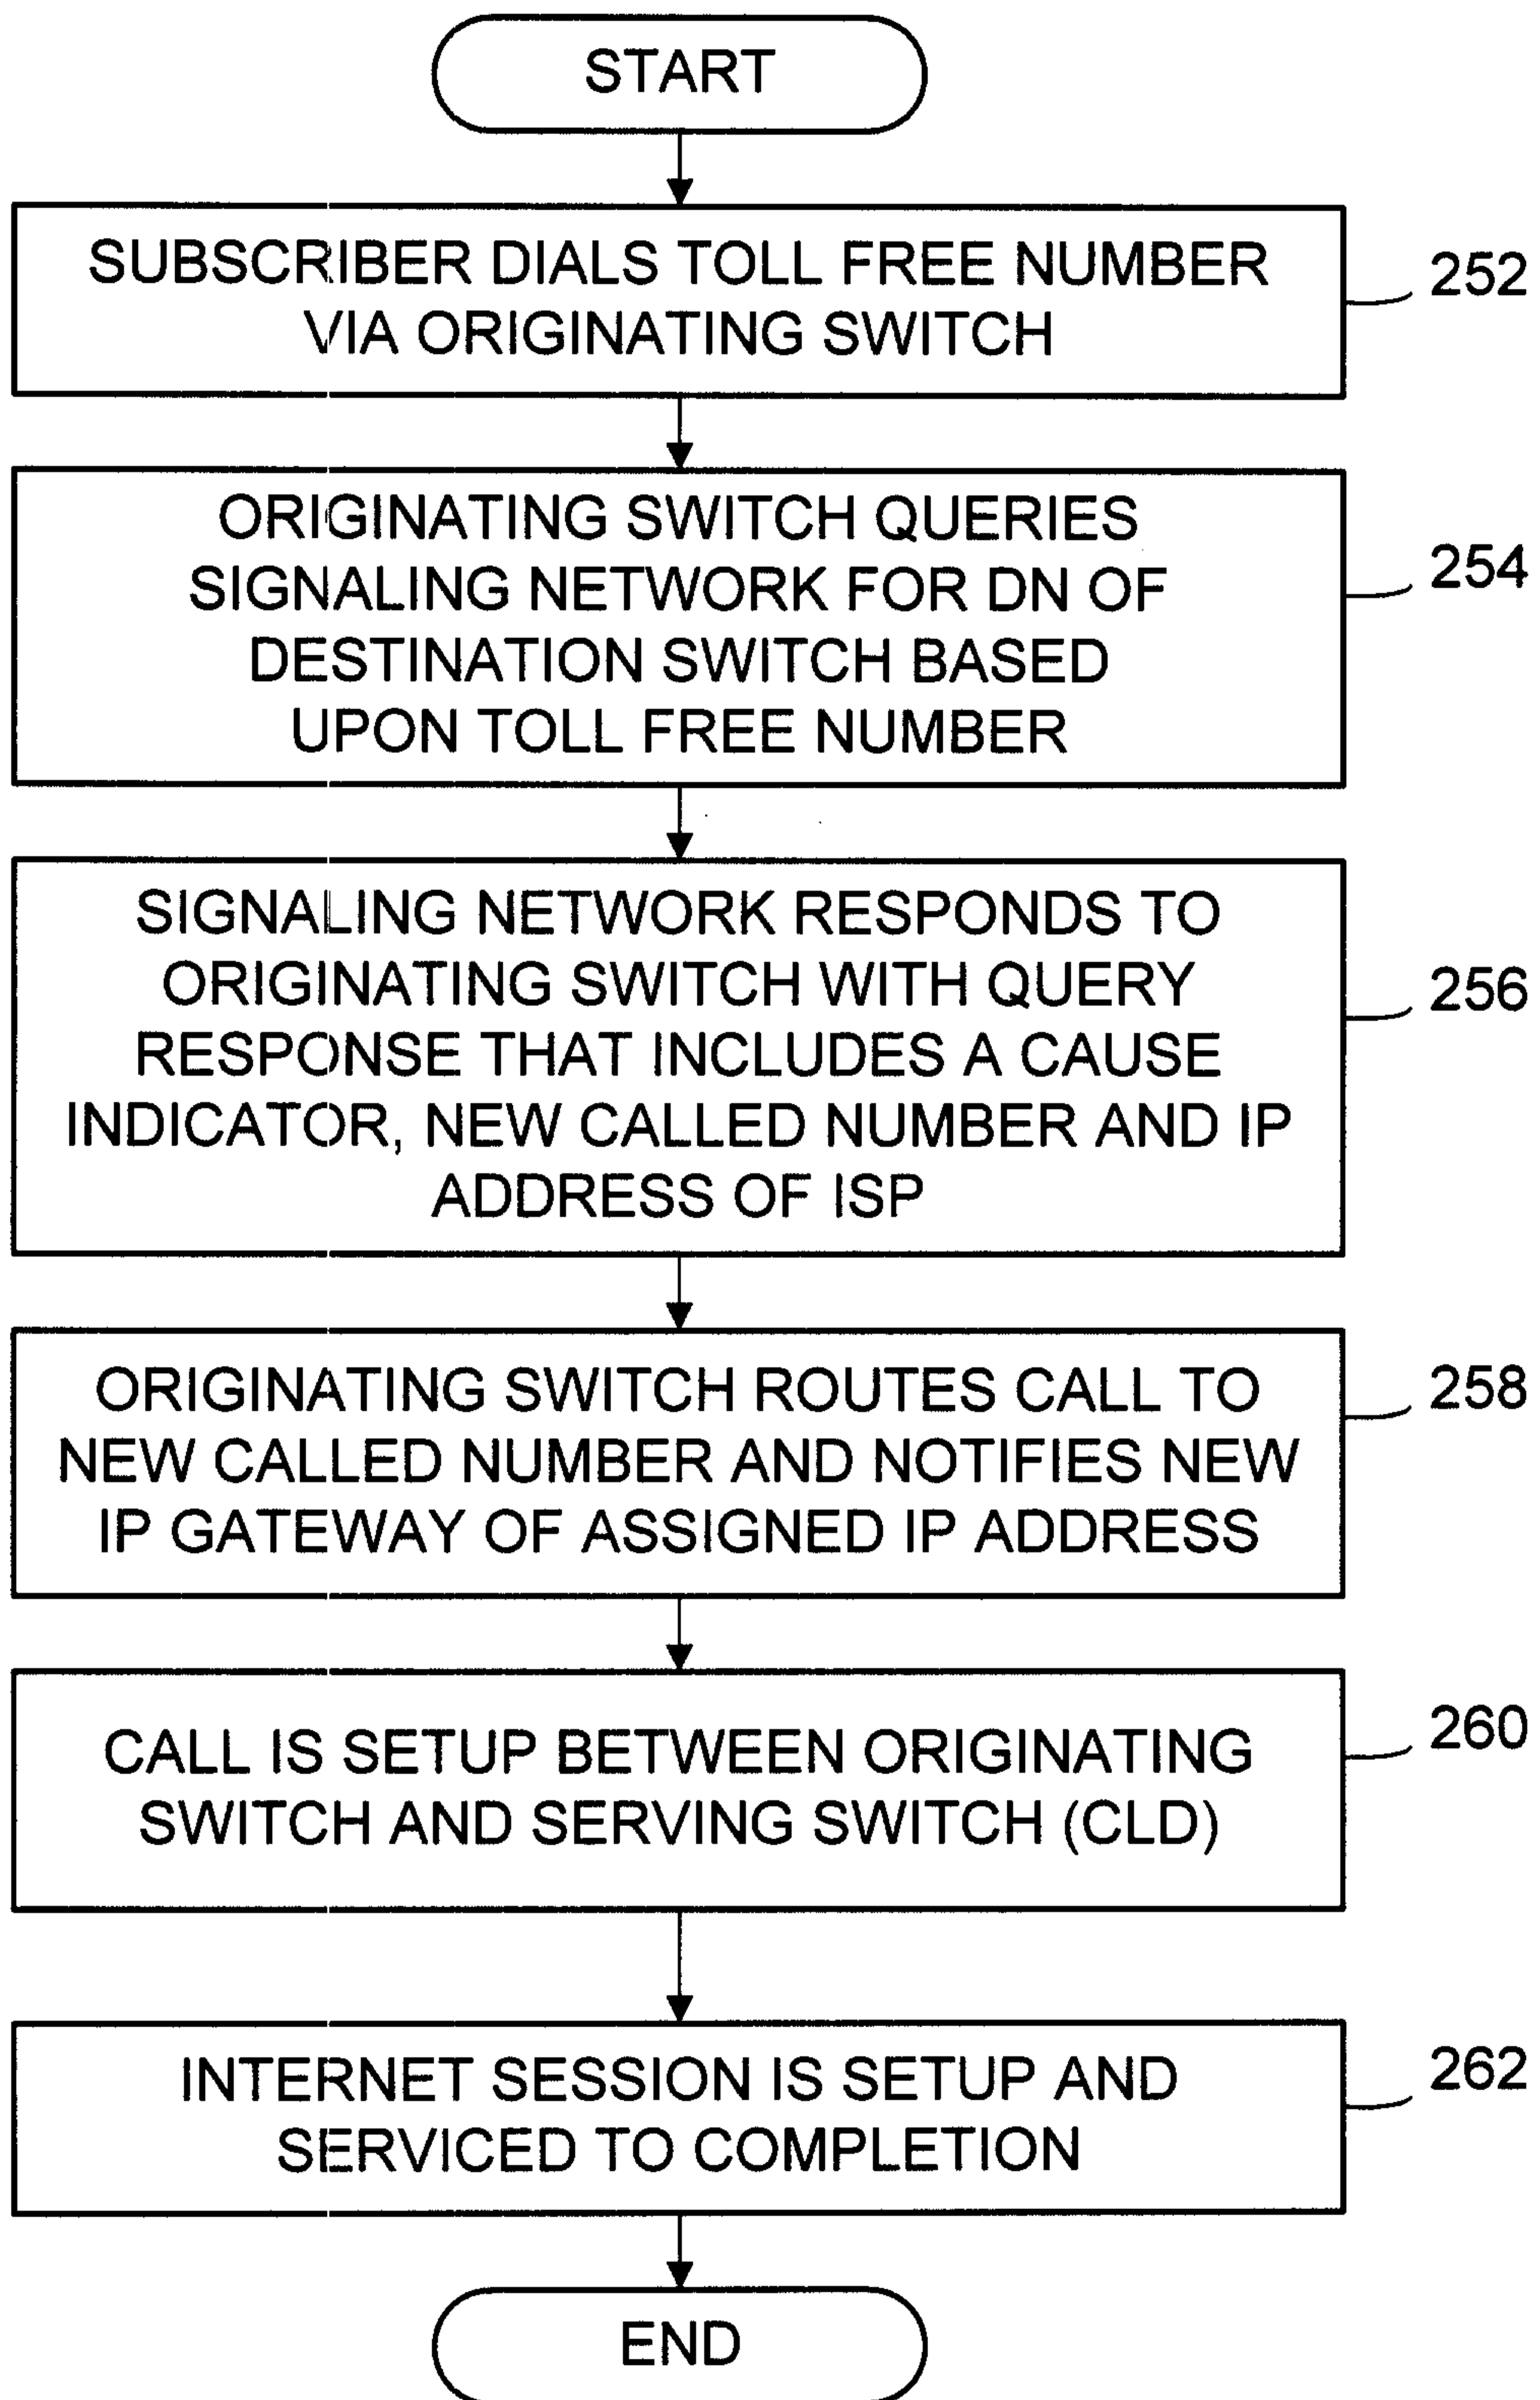 START
SUBSCRIBER DIALS TOLL FREE NUMBER
VIA ORIGINATING SWITCH
252
ORIGINATING SWITCH QUERIES
SIGNALING NETWORK FOR DN OF
DESTINATION SWITCH BASED
UPON TOLL FREE NUMBER
254
SIGNALING NETWORK RESPONDS TO
ORIGINATING SWITCH WITH QUERY
RESPONSE THAT INCLUDES A CAUSE
INDICATOR, NEW CALLED NUMBER AND IP
ADDRESS OF ISP
256
ORIGINATING SWITCH ROUTES CALL TO
NEW CALLED NUMBER AND NOTIFIES NEW
IP GATEWAY OF ASSIGNED IP ADDRESS
258
CALL IS SETUP BETWEEN ORIGINATING
SWITCH AND SERVING SWITCH (CLD)
260
INTERNET SESSION IS SETUP AND
SERVICED TO COMPLETION
262
END